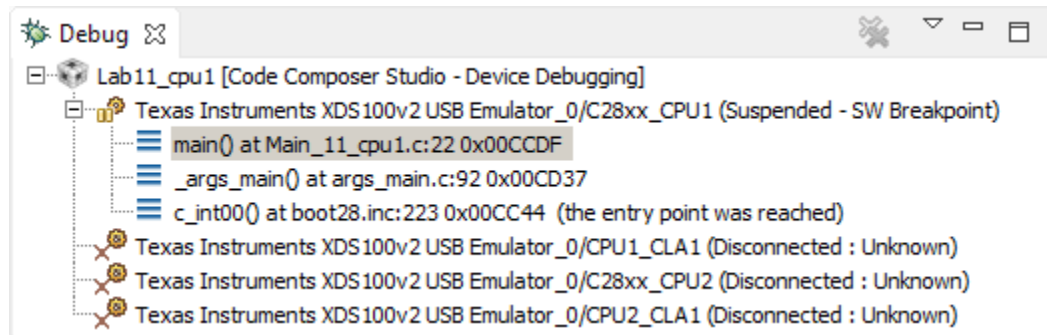 Debug
Lab11_cpu1 [Code Composer Studio - Device Debugging]
Texas Instruments XDS100v2 USB Emulator_0/C28xx_CPU1 (Suspended - SW Breakpoint)
main() at Main_11_cpu1.c:22 0x00CCDF
_args_main() at args_main.c:92 0x00CD37
c_int00() at boot28.inc:223 0x00CC44 (the entry point was reached)
Texas Instruments XDS100v2 USB Emulator_0/CPU1_CLA1 (Disconnected : Unknown)
Texas Instruments XDS100v2 USB Emulator_0/C28xx_CPU2 (Disconnected : Unknown)
Texas Instruments XDS100v2 USB Emulator_0/CPU2_CLA1 (Disconnected : Unknown)